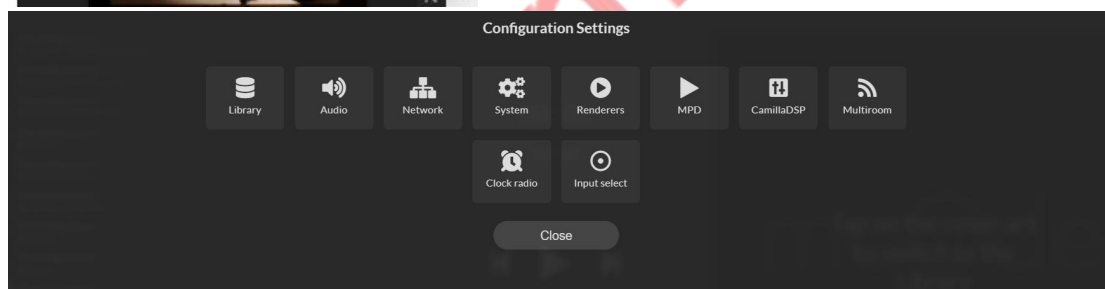 Configuration Settings
Library
Audio
Network
System
Renderers
MPD
CamillaDSP
Multiroom
Clock radio
Input select
Close